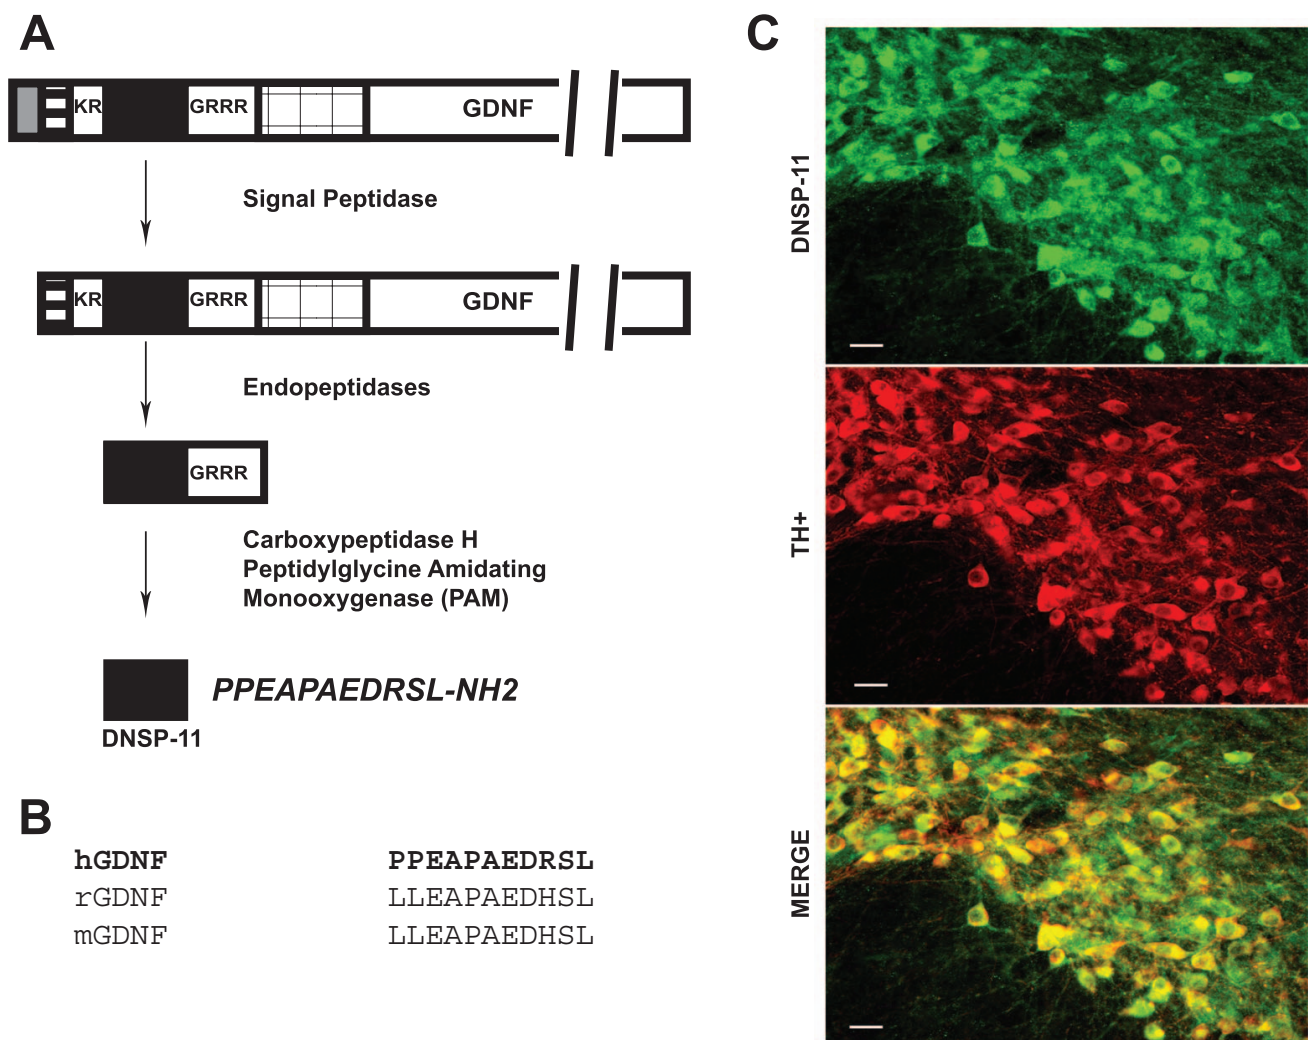 A
KR
GRRR
GDNF
Signal Peptidase
KR
GRRR
GDNF
Endopeptidases
GRRR
Carboxypeptidase H
Peptidylglycine Amidating
Monooxygenase (PAM)
PPEAPAEDRSL-NH2
DNSP-11
B
hGDNF PPEAPAEDRSL
rGDNF LLEAPAEDHSL
mGDNF LLEAPAEDHSL
C
DNSP-11
TH+
MERGE